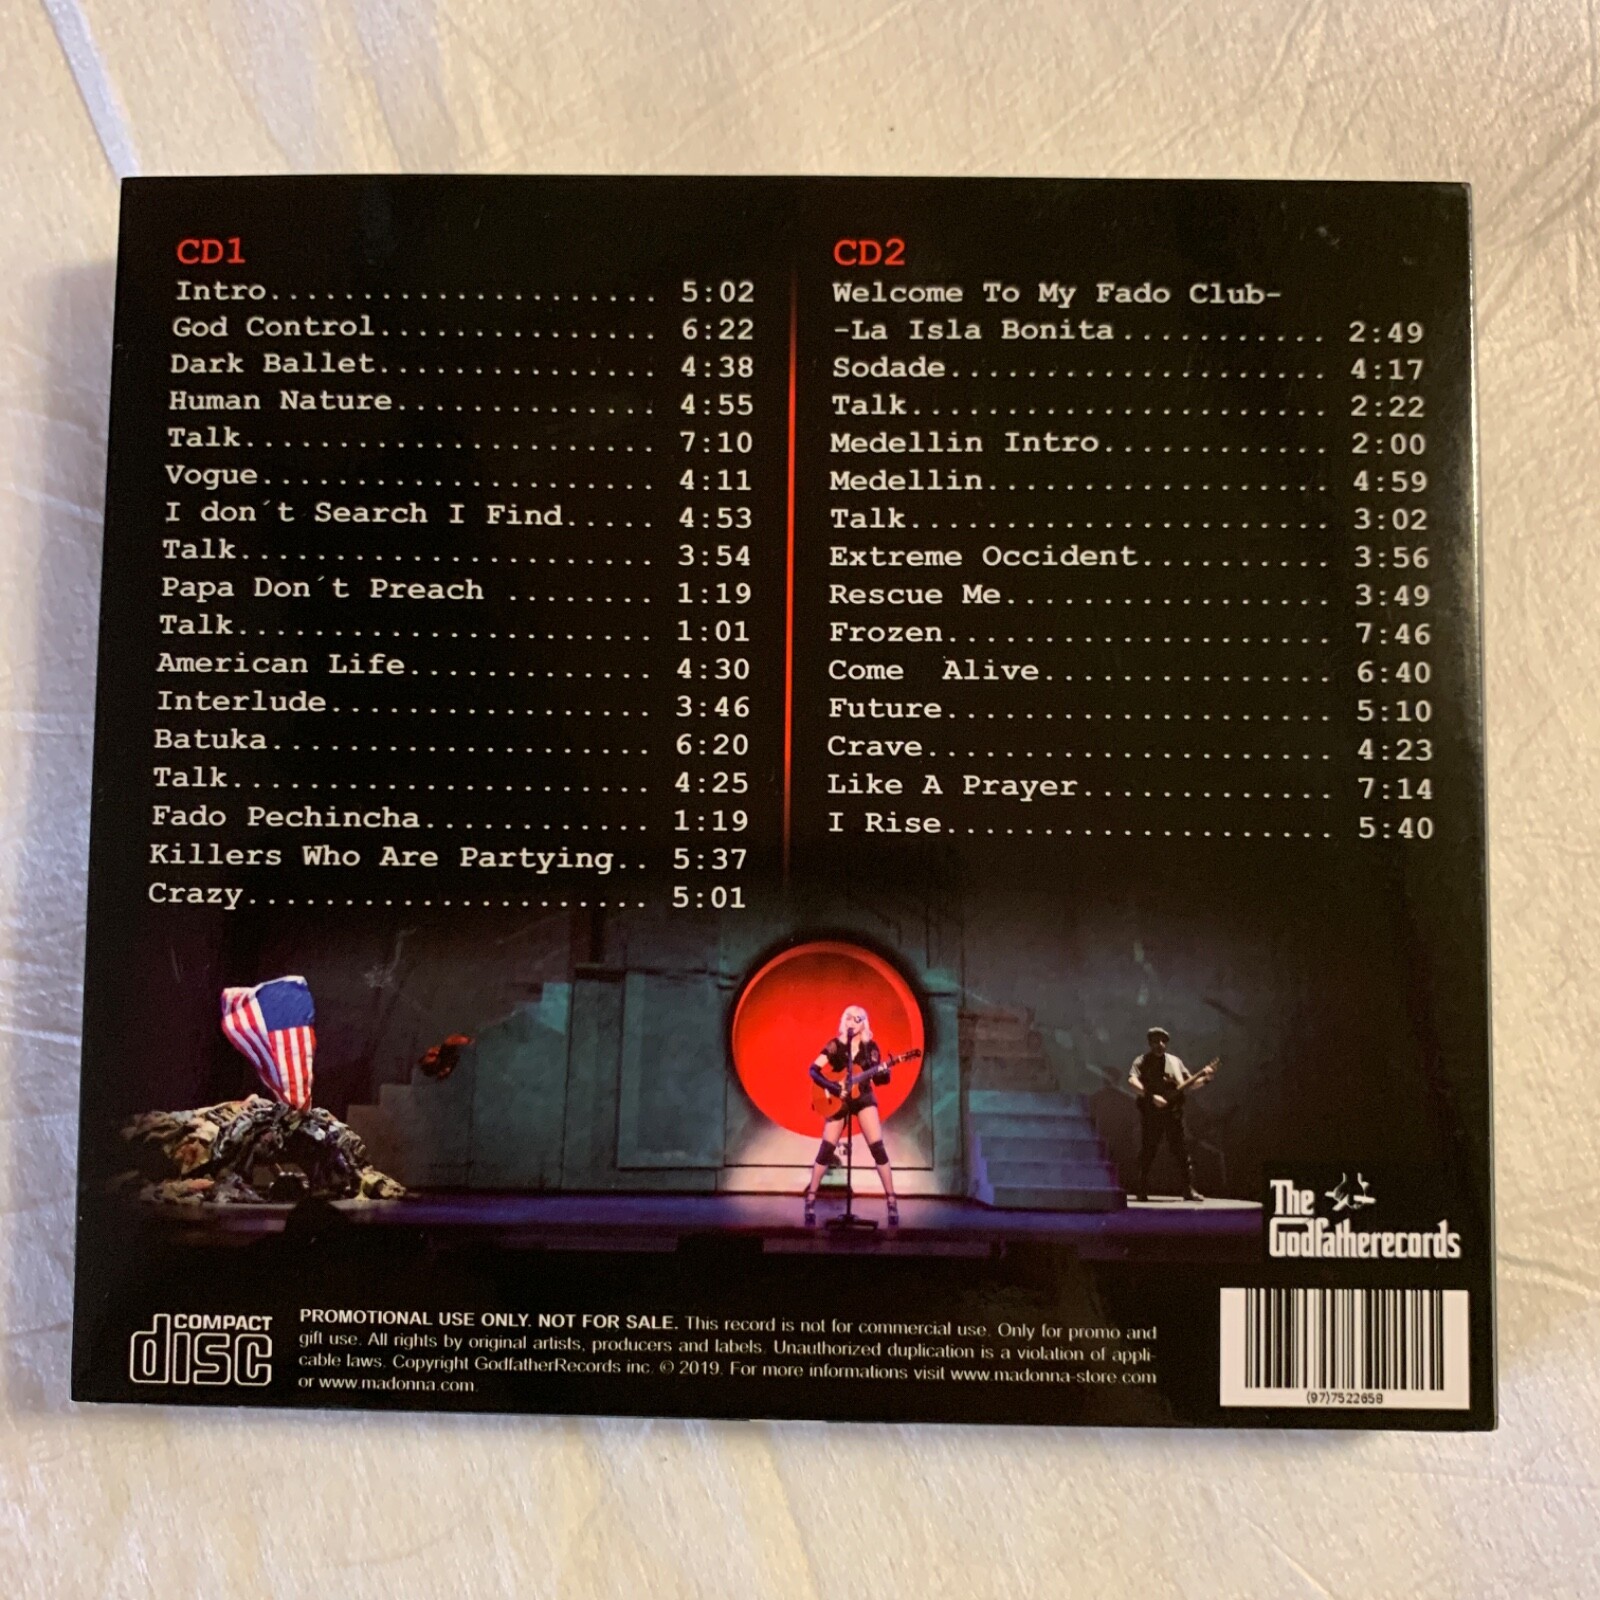 CD1
Intro...................... 5:02
God Control................ 6:22
Dark Ballet................ 4:38
Human Nature............... 4:55
Talk....................... 7:10
Vogue...................... 4:11
I don´t Search I Find..... 4:53
Talk....................... 3:54
Papa Don´t Preach ........ 1:19
Talk....................... 1:01
American Life.............. 4:30
Interlude.................. 3:46
Batuka..................... 6:20
Talk....................... 4:25
Fado Pechincha............. 1:19
Killers Who Are Partying.. 5:37
Crazy...................... 5:01
CD2
Welcome To My Fado Club-
-La Isla Bonita........... 2:49
Sodade..................... 4:17
Talk....................... 2:22
Medellin Intro............. 2:00
Medellin................... 4:59
Talk....................... 3:02
Extreme Occident.......... 3:56
Rescue Me.................. 3:49
Frozen..................... 7:46
Come Alive................ 6:40
Future..................... 5:10
Crave...................... 4:23
Like A Prayer.............. 7:14
I Rise..................... 5:40
The
Godfatherecords
COMPACT
disc
PROMOTIONAL USE ONLY. NOT FOR SALE. This record is not for commercial use. Only for promo and
gift use. All rights by original artists, producers and labels. Unauthorized duplication is a violation of appli-
cable laws. Copyright GodfatherRecords inc. © 2019. For more informations visit www.madonna-store.com
or www.madonna.com.
(97)7522658